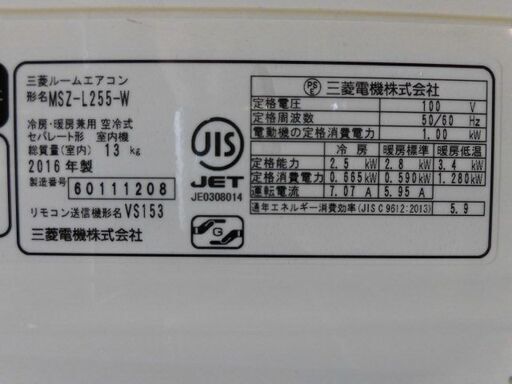 三菱ルームエアコン
形名MSZ-L255-W
冷房・暖房兼用 空冷式
セパレート形 室内機
総質量(室内) 13 kg
2016 年製
製造番号 60111208
リモコン送信機形名 VS153
三菱電機株式会社
JIS
JET
JE0308014
PS E 三菱電機株式会社
定格電圧 100 V
定格周波数 50/60 Hz
電動機の定格消費電力 1.00 kW
冷 房 暖房標準 暖房低温
定格能力 2.5 kW 2.8 kW 3.4 kW
定格消費電力 0.665 kW 0.590 kW 1.280 kW
運転電流 7.07 A 5.95 A
通年エネルギー消費効率(JIS C 9612:2013) 5.9